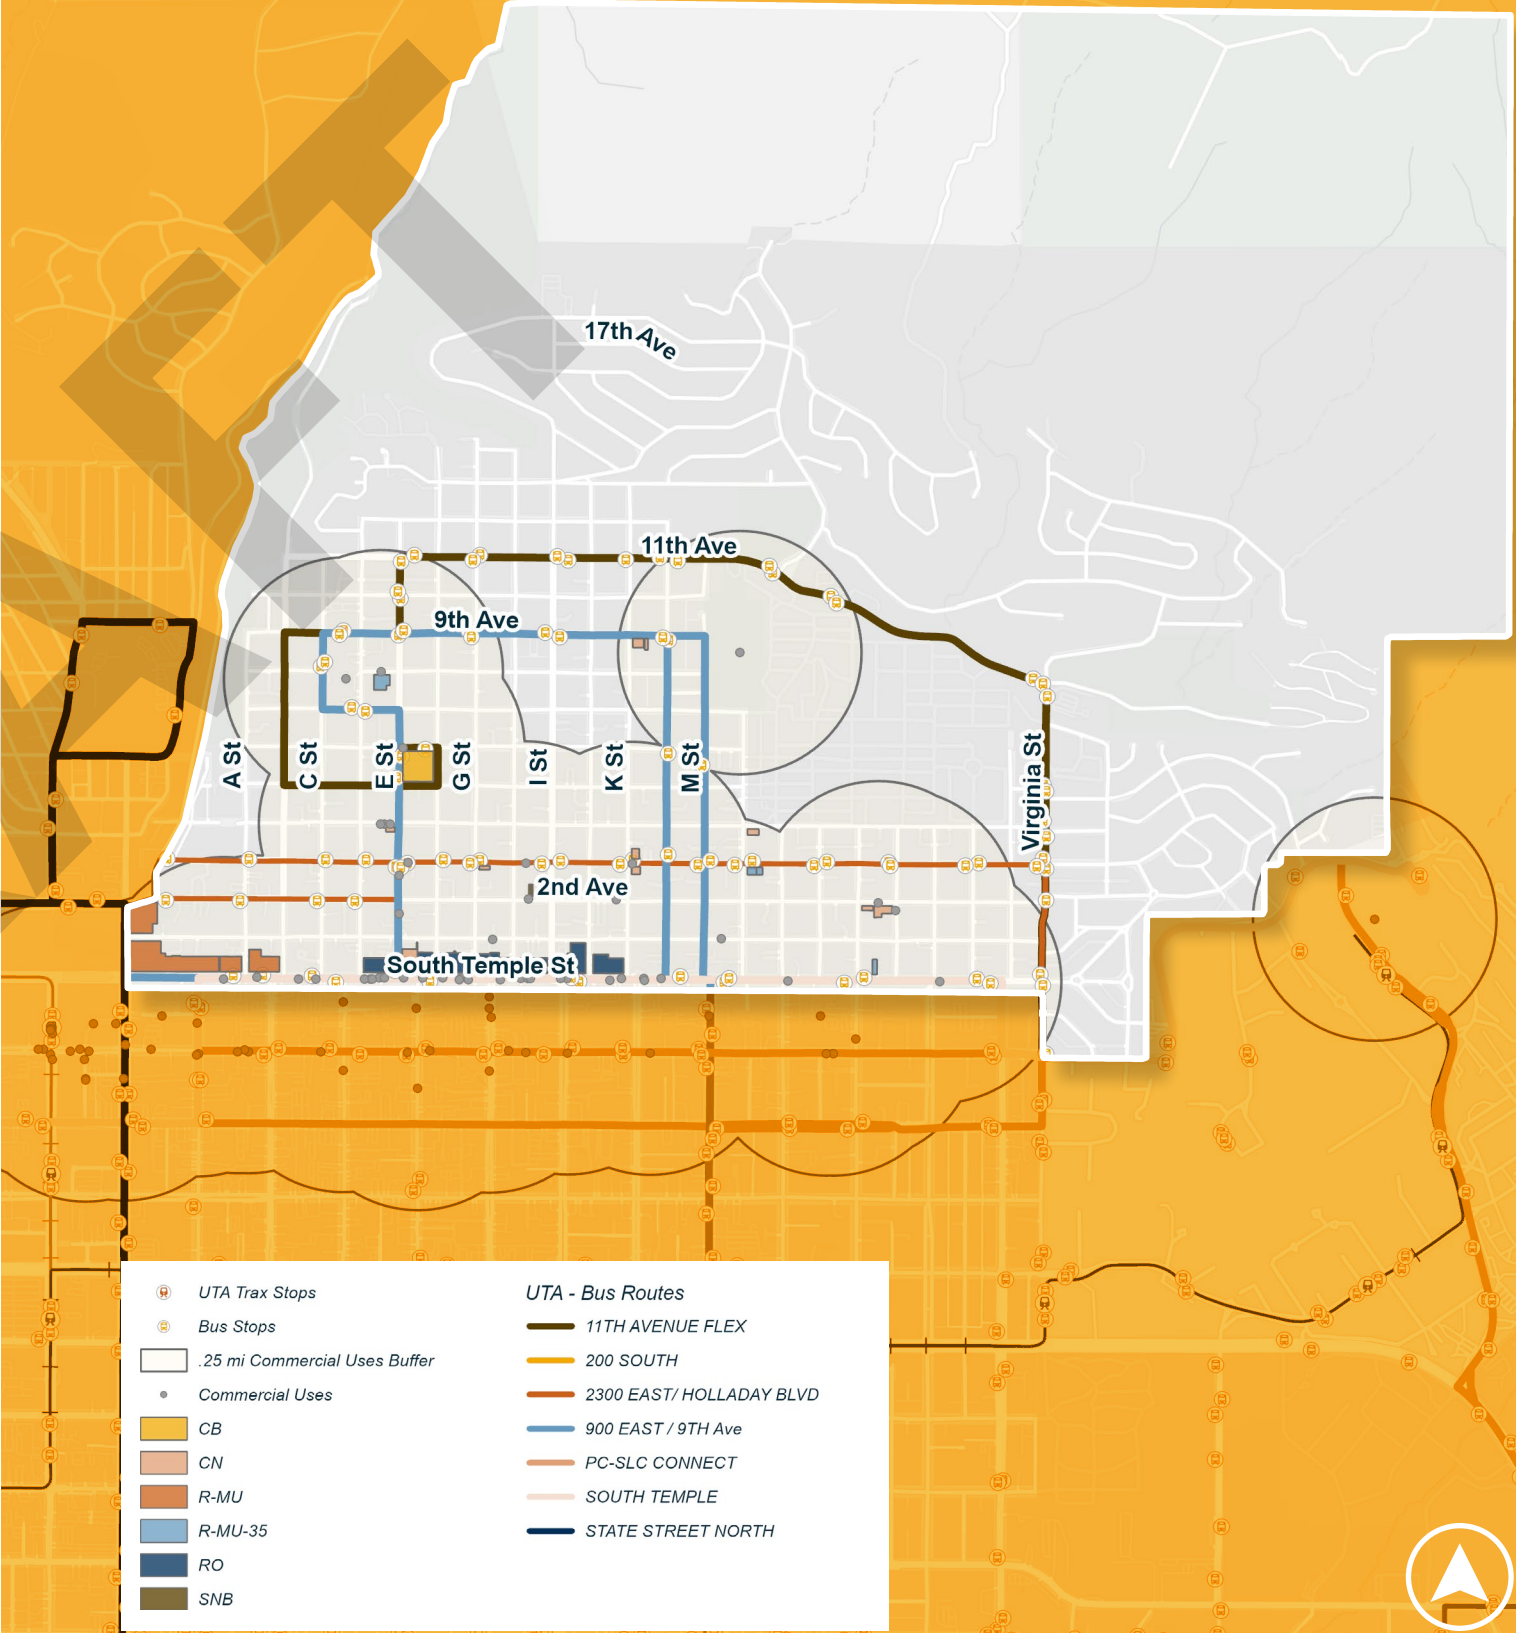 17th Ave
11th Ave
9th Ave
A St
C St
E St
G St
I St
K St
M St
Virginia St
2nd Ave
South Temple St
UTA Trax Stops
Bus Stops
.25 mi Commercial Uses Buffer
Commercial Uses
CB
CN
R-MU
R-MU-35
RO
SNB
UTA - Bus Routes
11TH AVENUE FLEX
200 SOUTH
2300 EAST/ HOLLADAY BLVD
900 EAST / 9TH Ave
PC-SLC CONNECT
SOUTH TEMPLE
STATE STREET NORTH